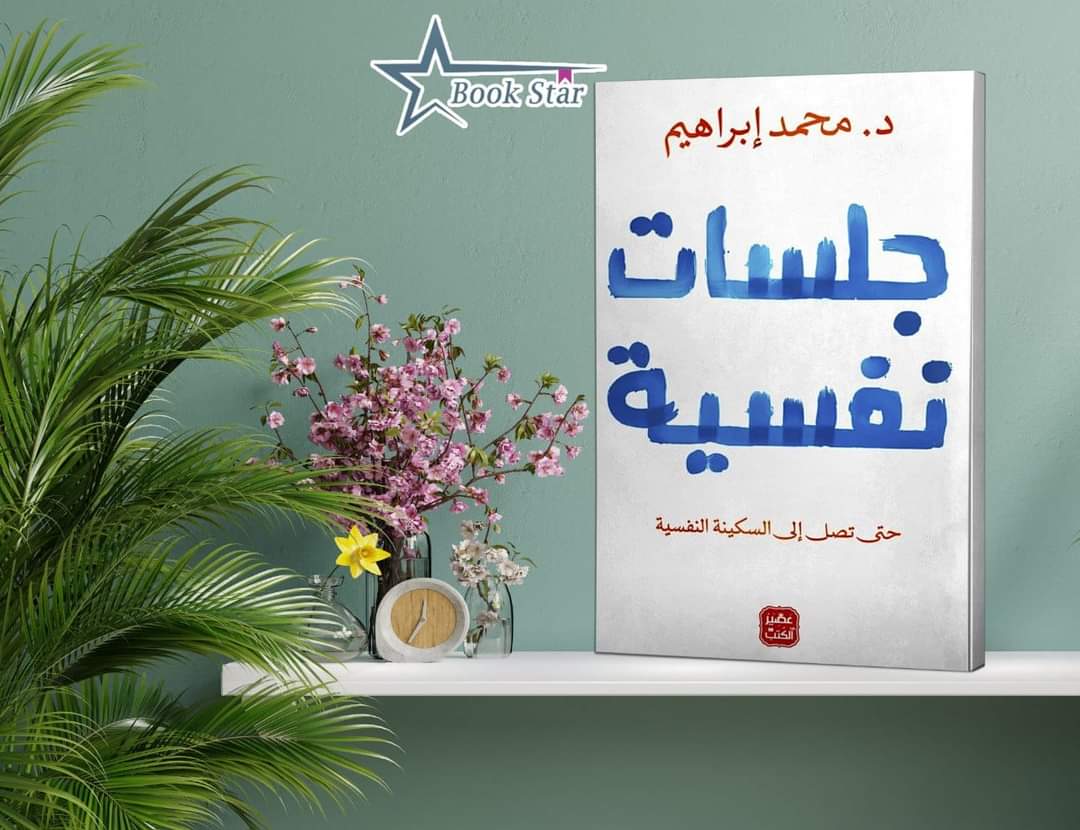 Book Star
د. محمد إبراهيم
جلسات
نفسية
حتى تصل إلى السكينة النفسية
عصير
الكتب